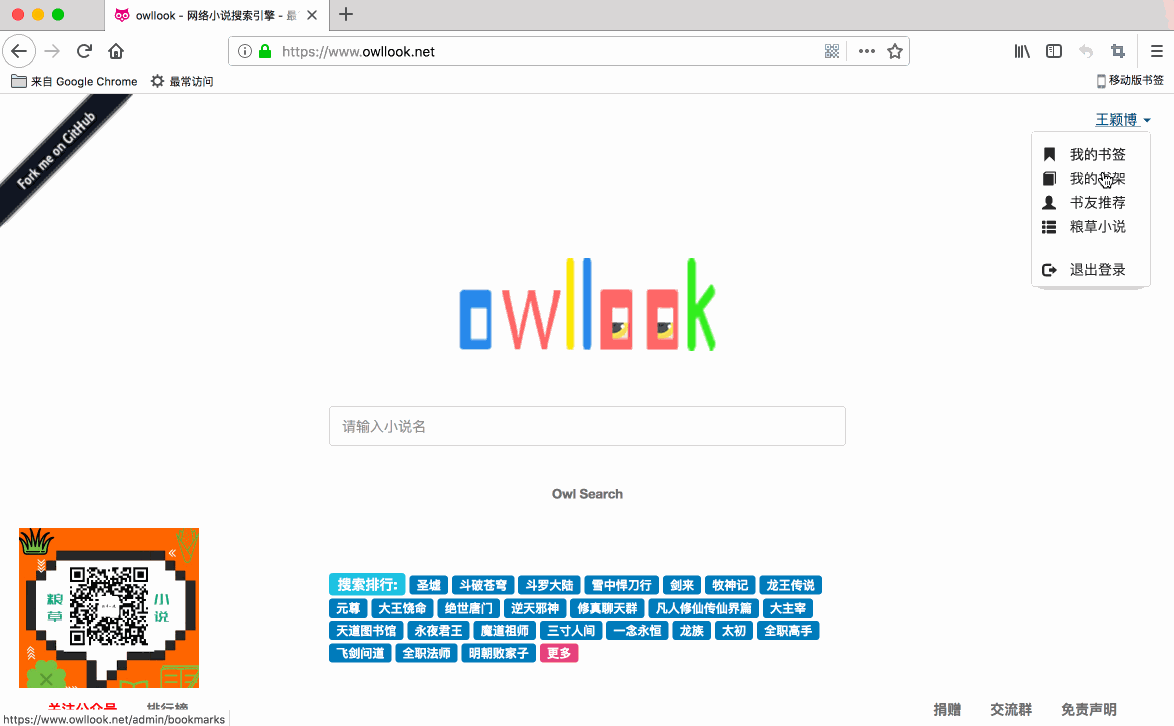 owllook - 网络小说搜索引擎 - 最
https://www.owllook.net
来自 Google Chrome
最常访问
移动版书签
Fork me on GitHub
王颖博
我的书签
我的书架
书友推荐
粮草小说
退出登录
owllook
请输入小说名
Owl Search
搜索排行: 圣墟 斗破苍穹 斗罗大陆 雪中悍刀行 剑来 牧神记 龙王传说
元尊 大王饶命 绝世唐门 逆天邪神 修真聊天群 凡人修仙传仙界篇 大主宰
天道图书馆 永夜君王 魔道祖师 三寸人间 一念永恒 龙族 太初 全职高手
飞剑问道 全职法师 明朝败家子 更多
粮草
小说
关注公众号
排行榜
捐赠
交流群
免责声明
https://www.owllook.net/admin/bookmarks